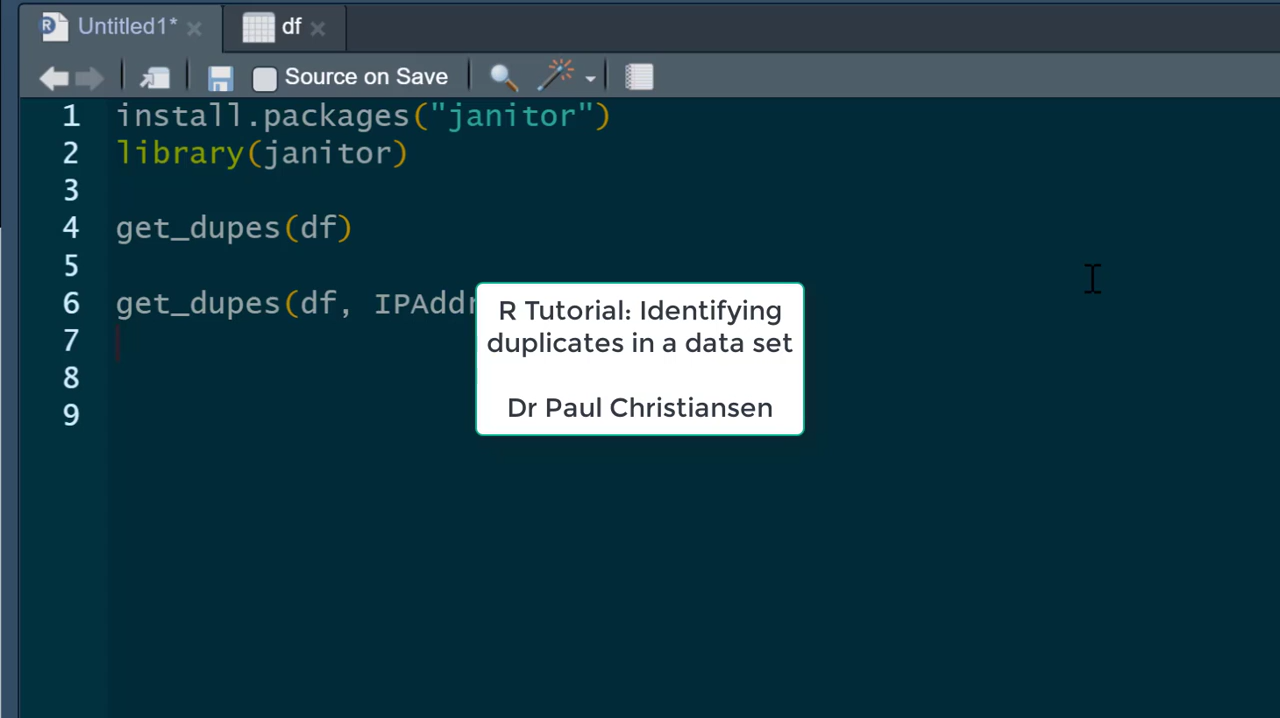 Untitled1*
df
Source on Save
1 install.packages("janitor")
2 library(janitor)
3
4 get_dupes(df)
5
6 get_dupes(df,
7
8
9
R Tutorial: Identifying
duplicates in a data set
Dr Paul Christiansen